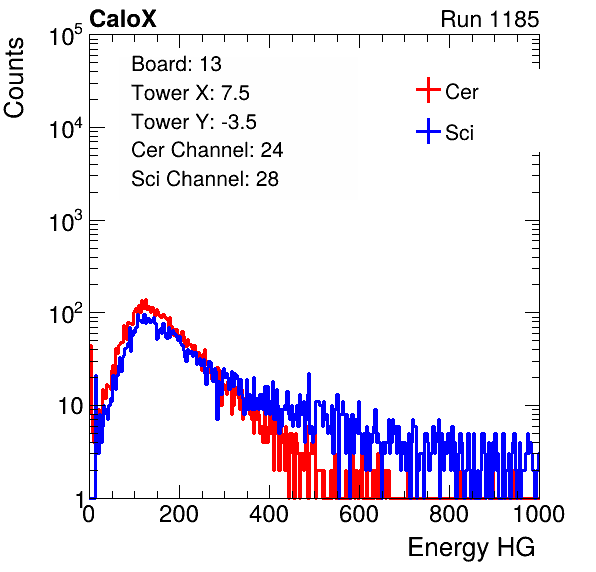 CaloX Run 1185
Counts
10^5
10^4
10^3
10^2
10
1
Board: 13
Tower X: 7.5
Tower Y: -3.5
Cer Channel: 24
Sci Channel: 28
Cer
Sci
0 200 400 600 800 1000
Energy HG